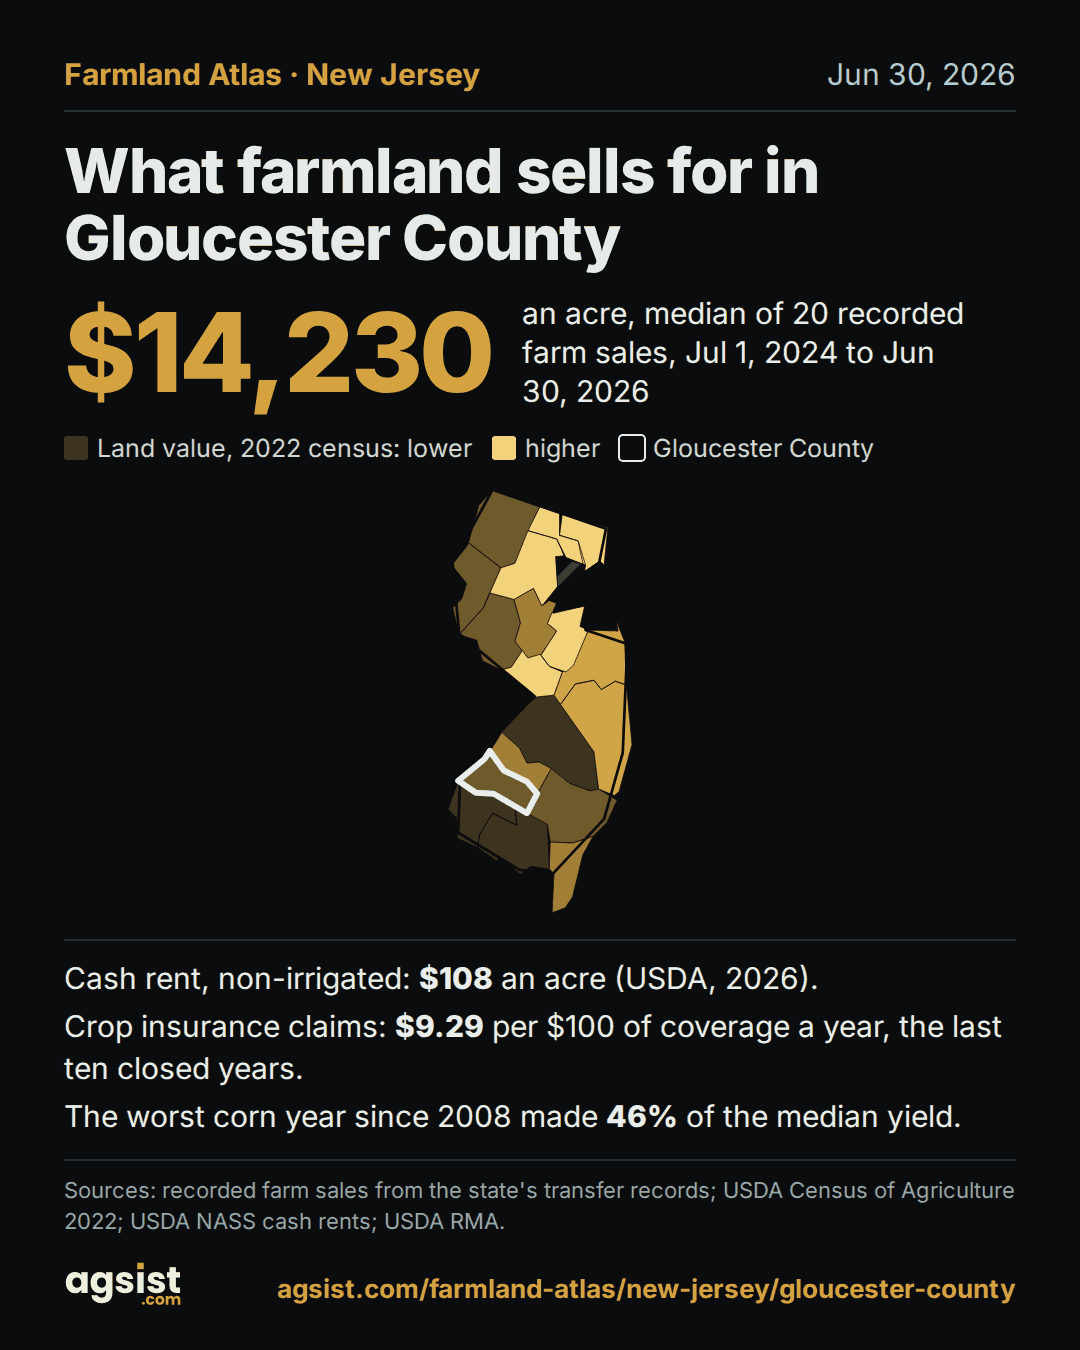 Farmland Atlas · New Jersey
Jun 30, 2026
What farmland sells for in
Gloucester County
$14,230
an acre, median of 20 recorded
farm sales, Jul 1, 2024 to Jun
30, 2026
Land value, 2022 census: lower
higher
Gloucester County
Cash rent, non-irrigated: $108 an acre (USDA, 2026).
Crop insurance claims: $9.29 per $100 of coverage a year, the last
ten closed years.
The worst corn year since 2008 made 46% of the median yield.
Sources: recorded farm sales from the state's transfer records; USDA Census of Agriculture
2022; USDA NASS cash rents; USDA RMA.
agsist
.com
agsist.com/farmland-atlas/new-jersey/gloucester-county